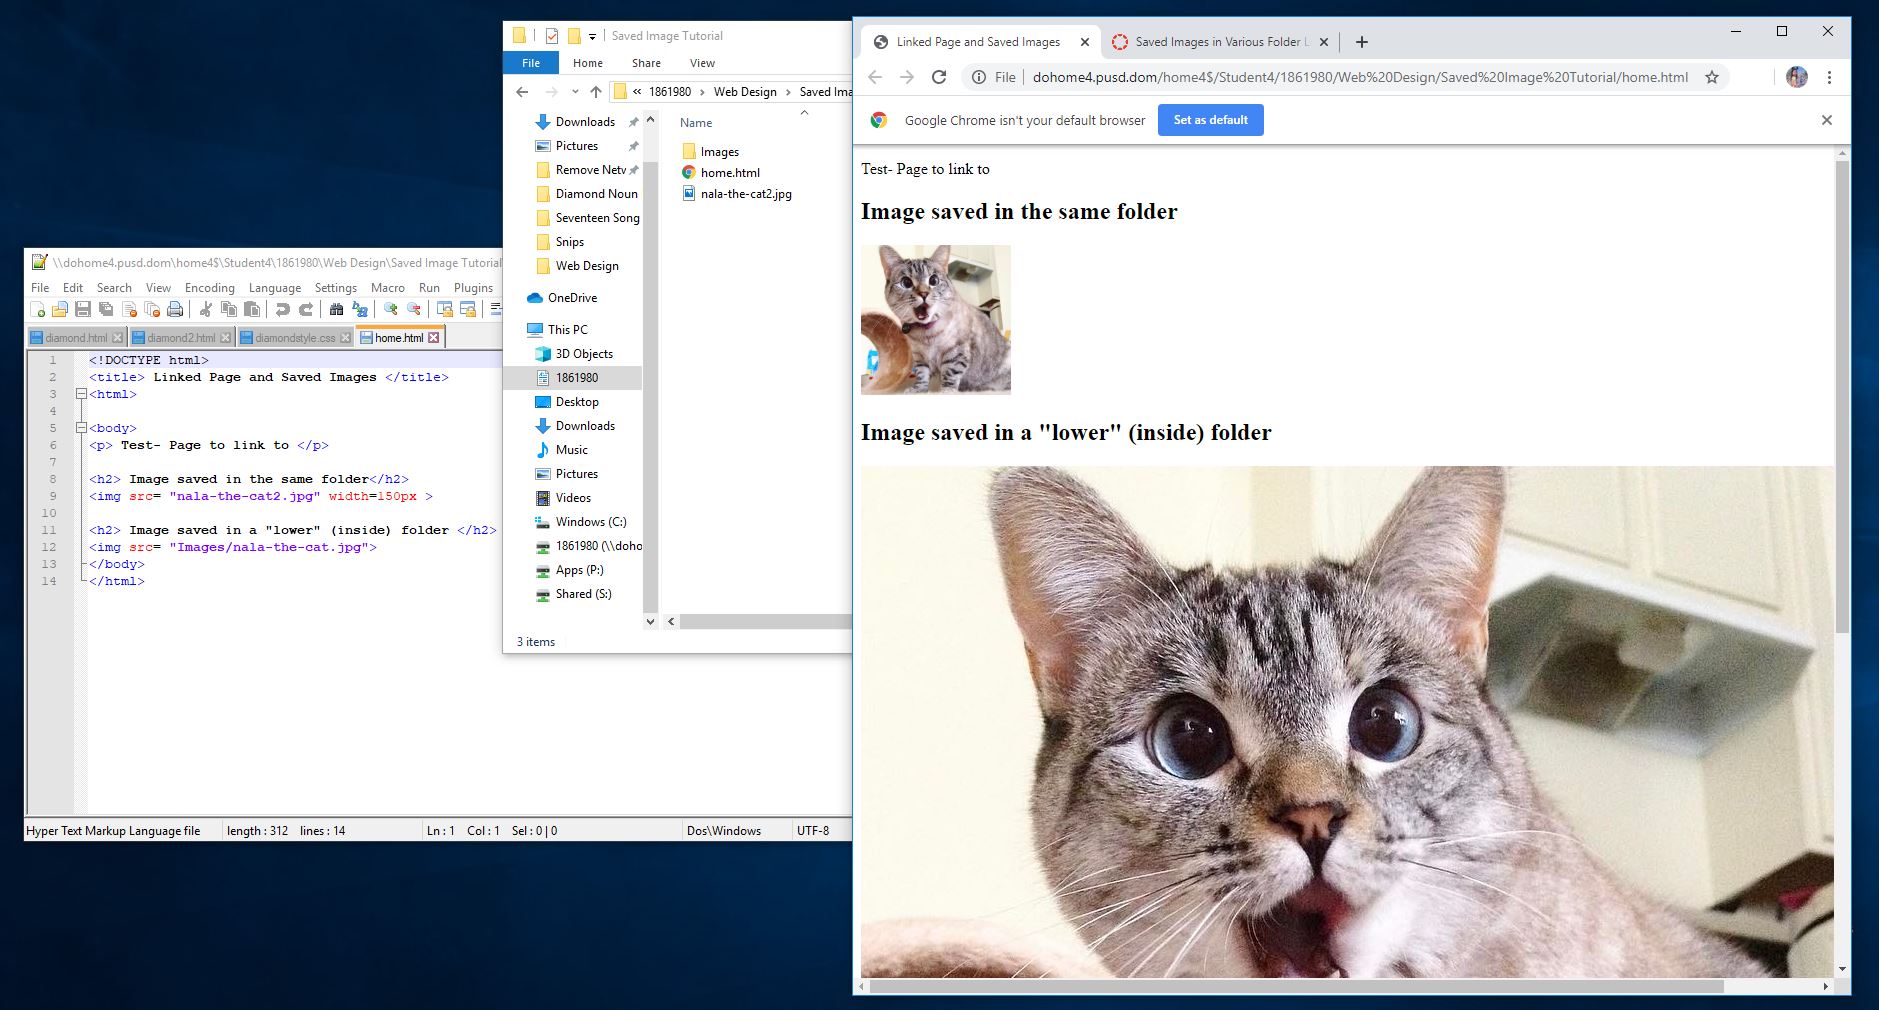 \\dohome4.pusd.dom\home4$\Student4\1861980\Web Design\Saved Image Tutorial
File Edit Search View Encoding Language Settings Macro Run Plugins
diamond.html diamond2.html diamondstyle.css home.html
1 <!DOCTYPE html>
2 <title> Linked Page and Saved Images </title>
3 <html>
4
5 <body>
6 <p> Test- Page to link to </p>
7
8 <h2> Image saved in the same folder</h2>
9 <img src= "nala-the-cat2.jpg" width=150px >
10
11 <h2> Image saved in a "lower" (inside) folder </h2>
12 <img src= "Images/nala-the-cat.jpg">
13 </body>
14 </html>
Hyper Text Markup Language file length : 312 lines : 14 Ln : 1 Col : 1 Sel : 0 | 0 Dos\Windows UTF-8
Saved Image Tutorial
File Home Share View
« 1861980 › Web Design › Saved Ima
Downloads
Pictures
Remove Netv
Diamond Noun
Seventeen Song
Snips
Web Design
OneDrive
This PC
3D Objects
1861980
Desktop
Downloads
Music
Pictures
Videos
Windows (C:)
1861980 (\\doho
Apps (P:)
Shared (S:)
Name
Images
home.html
nala-the-cat2.jpg
3 items
Linked Page and Saved Images
Saved Images in Various Folder L
File dohome4.pusd.dom/home4$/Student4/1861980/Web%20Design/Saved%20Image%20Tutorial/home.html
Google Chrome isn't your default browser Set as default
Test- Page to link to
Image saved in the same folder
Image saved in a "lower" (inside) folder